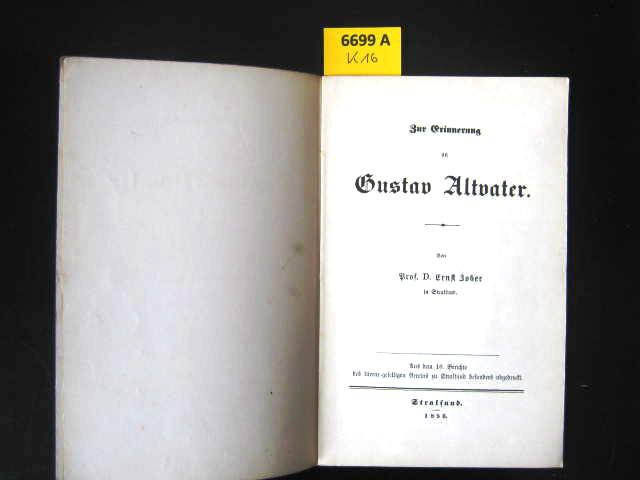 6699 A
K16
Zur Erinnerung
an
Gustav Altvater.
Von
Prof. D. Ernst Zober
in Stralsund.
Aus dem 16. Berichte
des literar-geselligen Vereins zu Stralsund besonders abgedruckt.
Stralsund.
1856.